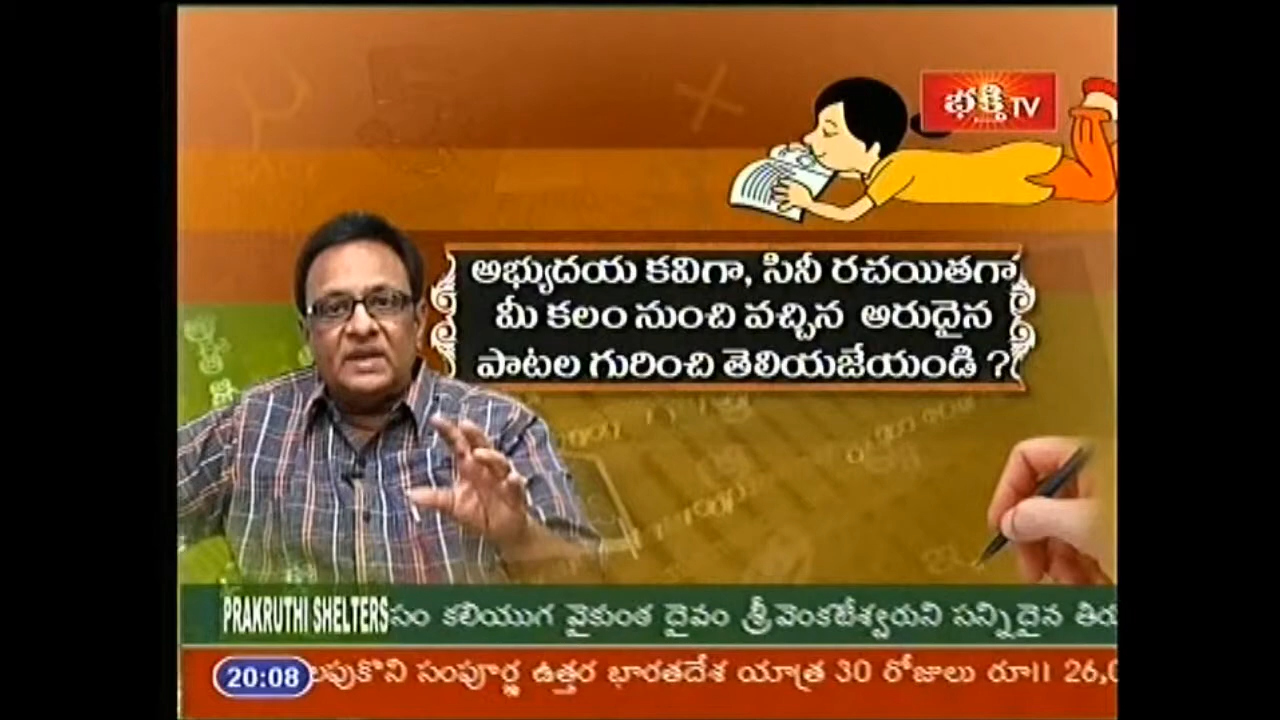 భక్తి TV
అభ్యుదయ కవిగా, సినీ రచయితగా
మీ కలం నుంచి వచ్చిన అరుదైన
పాటల గురించి తెలియజేయండి ?
PRAKRUTHI SHELTERS సం కలియుగ వైకుంఠ దైవం శ్రీవెంకటేశ్వరుని సన్నిదైన తిరు
20:08 లపుకొని సంపూర్ణ ఉత్తర భారతదేశ యాత్ర 30 రోజులు రూ॥ 26,0